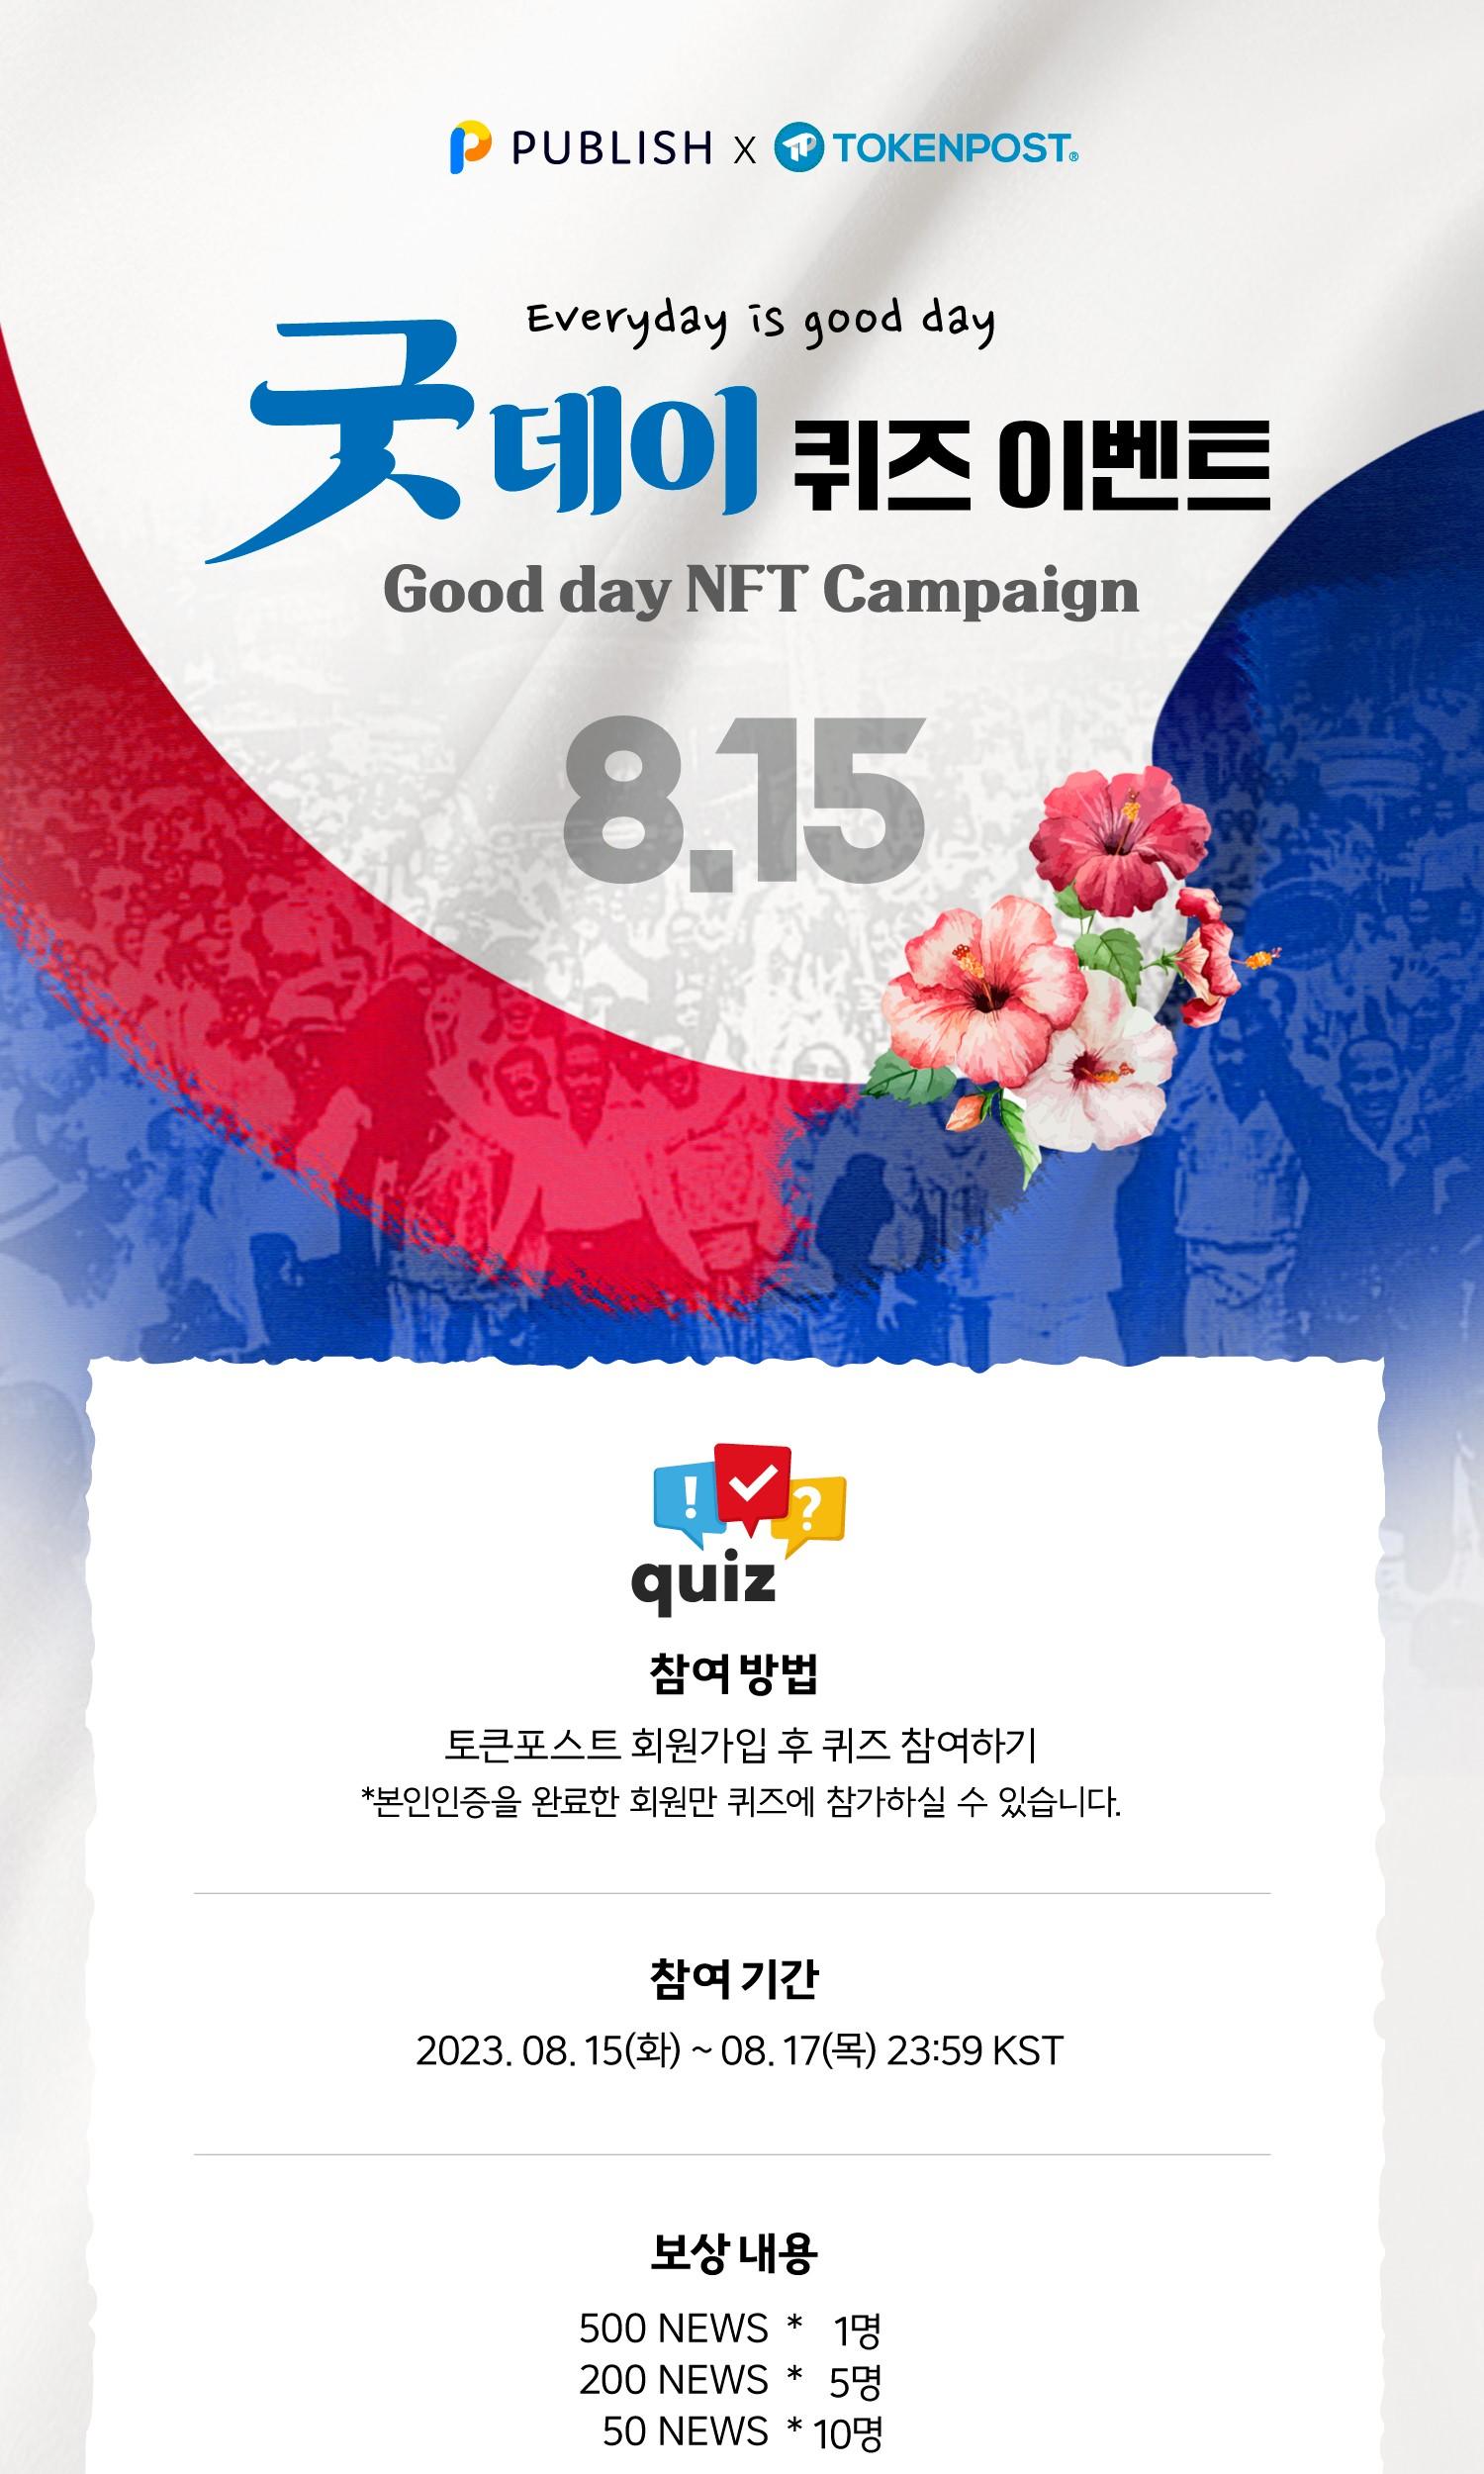 PUBLISH X TOKENPOST®
Everyday is good day
굿데이 퀴즈 이벤트
Good day NFT Campaign
8.15
! ?
quiz
참여 방법
토큰포스트 회원가입 후 퀴즈 참여하기
*본인인증을 완료한 회원만 퀴즈에 참가하실 수 있습니다.
참여 기간
2023. 08. 15(화) ~ 08. 17(목) 23:59 KST
보상 내용
500 NEWS * 1명
200 NEWS * 5명
50 NEWS * 10명